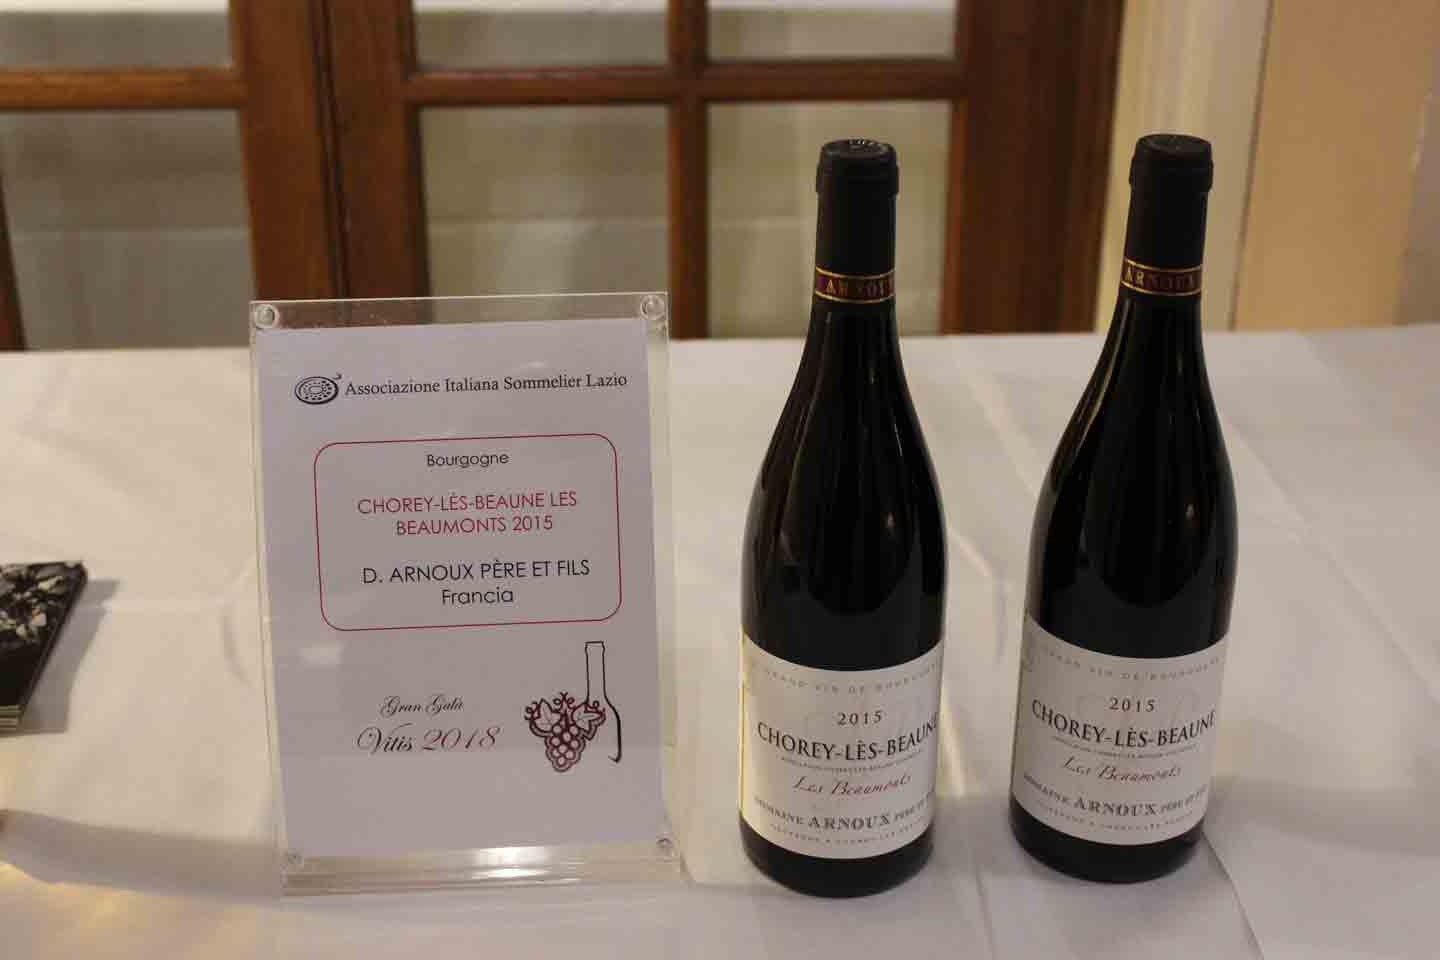 Associazione Italiana Sommelier Lazio
Bourgogne
CHOREY-LÈS-BEAUNE LES
BEAUMONTS 2015
D. ARNOUX PÈRE ET FILS
Francia
Gran Galà
Vitis 2018
ARNOUX
GRAND VIN DE BOURGOGNE
2015
CHOREY-LÈS-BEAUNE
Les Beaumonts
DOMAINE ARNOUX PÈRE ET FILS
ARNOUX
GRAND VIN DE BOURGOGNE
2015
CHOREY-LÈS-BEAUNE
Les Beaumonts
DOMAINE ARNOUX PÈRE ET FILS